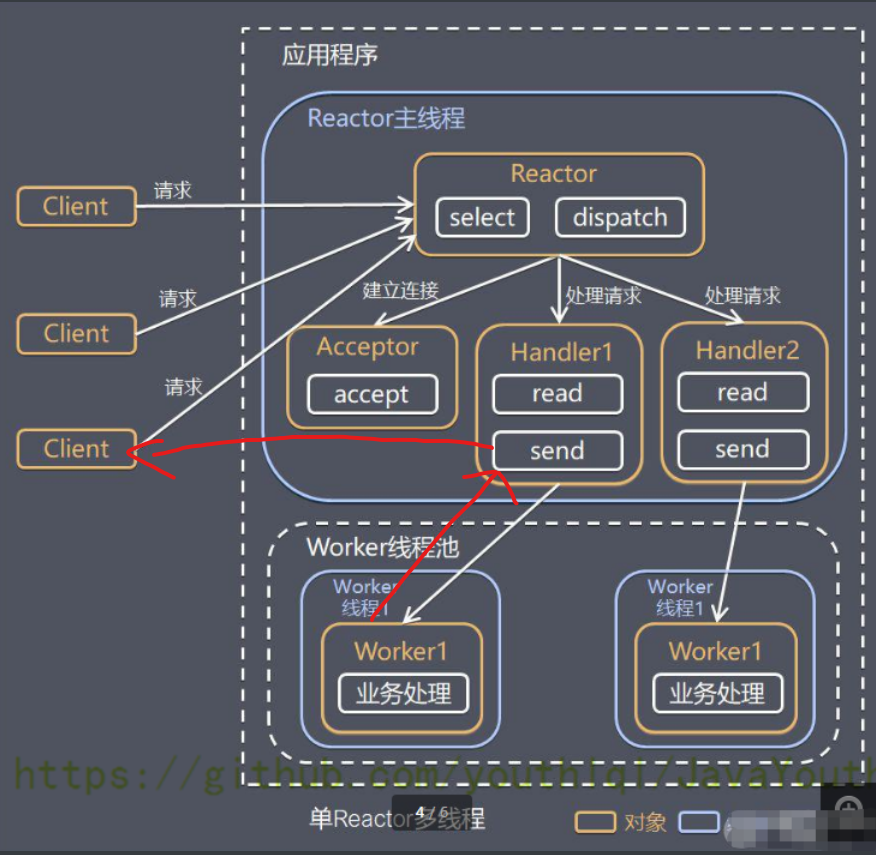 应用程序
Reactor主线程
Reactor
select
dispatch
Client
请求
Client
请求
Client
请求
建立连接
处理请求
处理请求
Acceptor
accept
Handler1
read
send
Handler2
read
send
Worker线程池
Worker
线程1
Worker1
业务处理
Worker
线程1
Worker1
业务处理
https://github.com/youthlql/JavaYouth
单Reactor多线程
4 / 6
对象